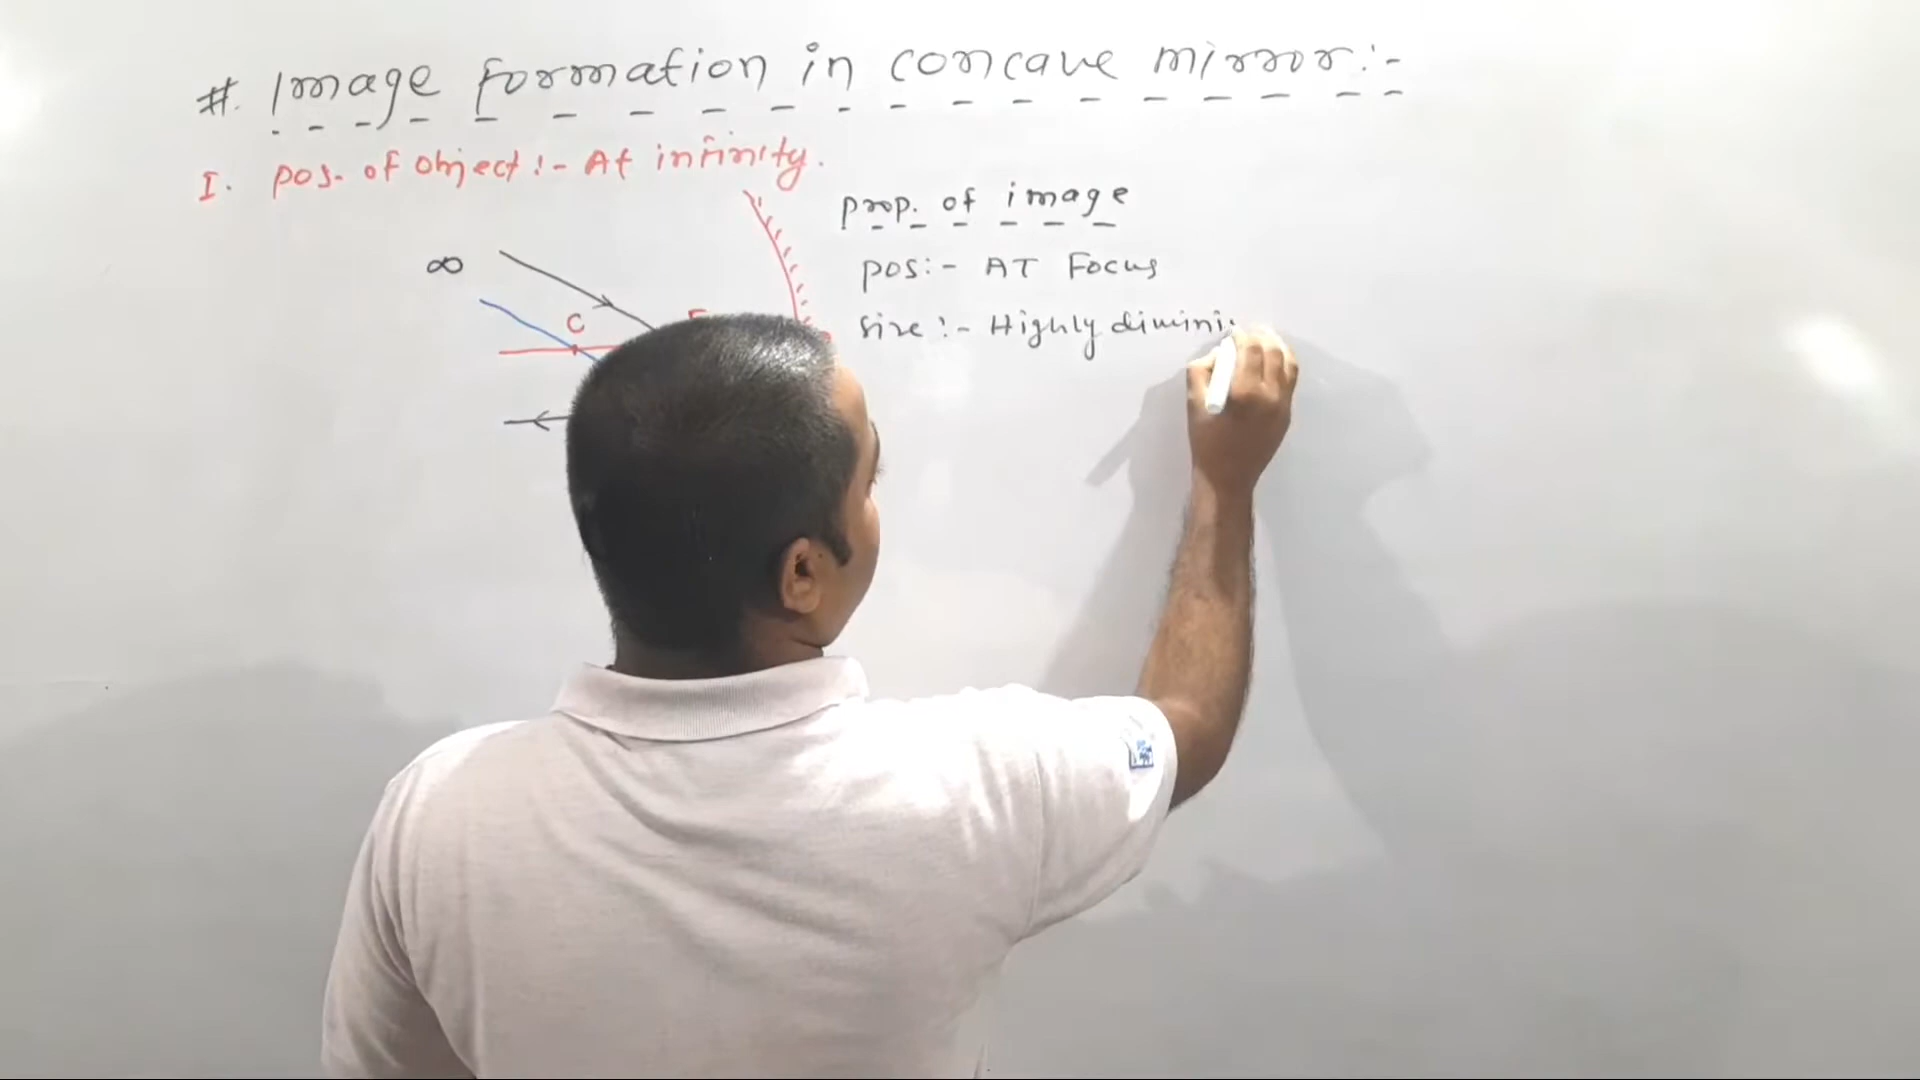 #. Image formation in concave mirror:-
I. pos. of object:- At infinity.
prop. of image
pos:- AT Focus
size:- Highly dimini
∞
C
F